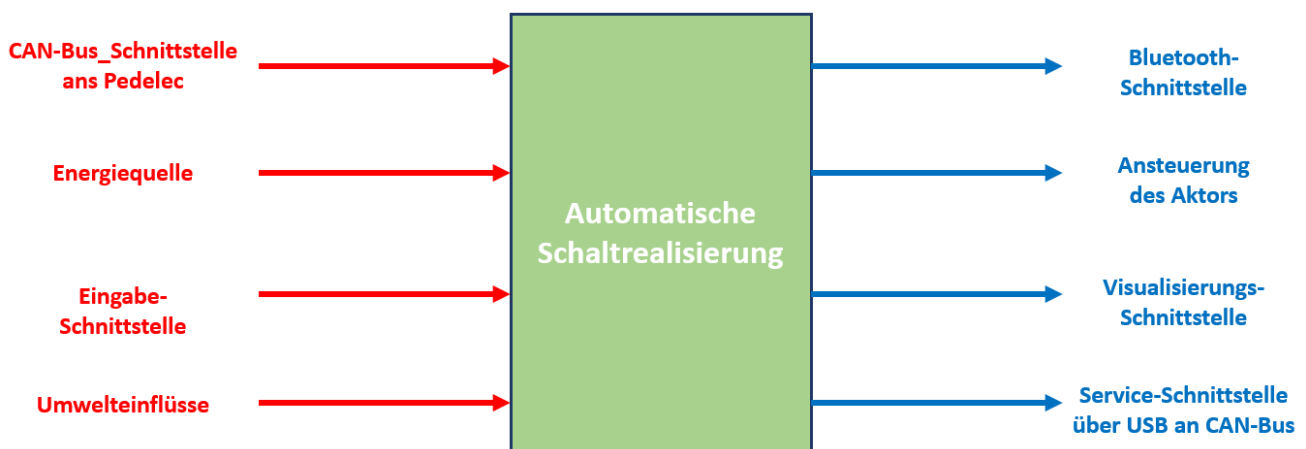 CAN-Bus_Schnittstelle
ans Pedelec
Energiequelle
Eingabe-
Schnittstelle
Umwelteinflüsse
Automatische
Schaltrealisierung
Bluetooth-
Schnittstelle
Ansteuerung
des Aktors
Visualisierungs-
Schnittstelle
Service-Schnittstelle
über USB an CAN-Bus